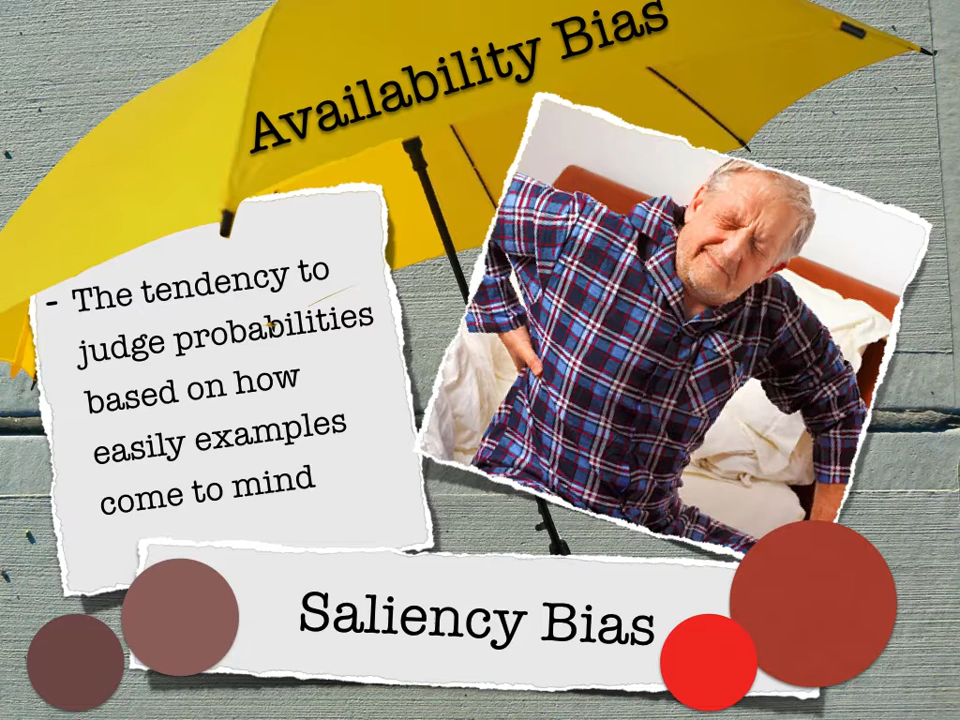 Availability Bias
- The tendency to
judge probabilities
based on how
easily examples
come to mind
Saliency Bias